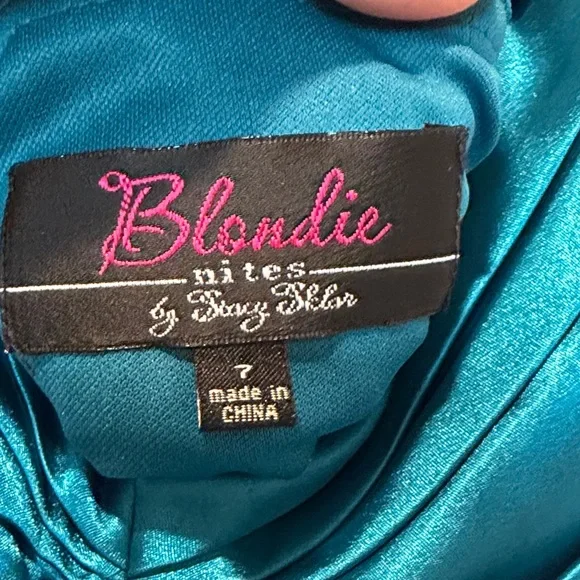 Blondie
nites
by Stacy Sklar
7
made in
CHINA